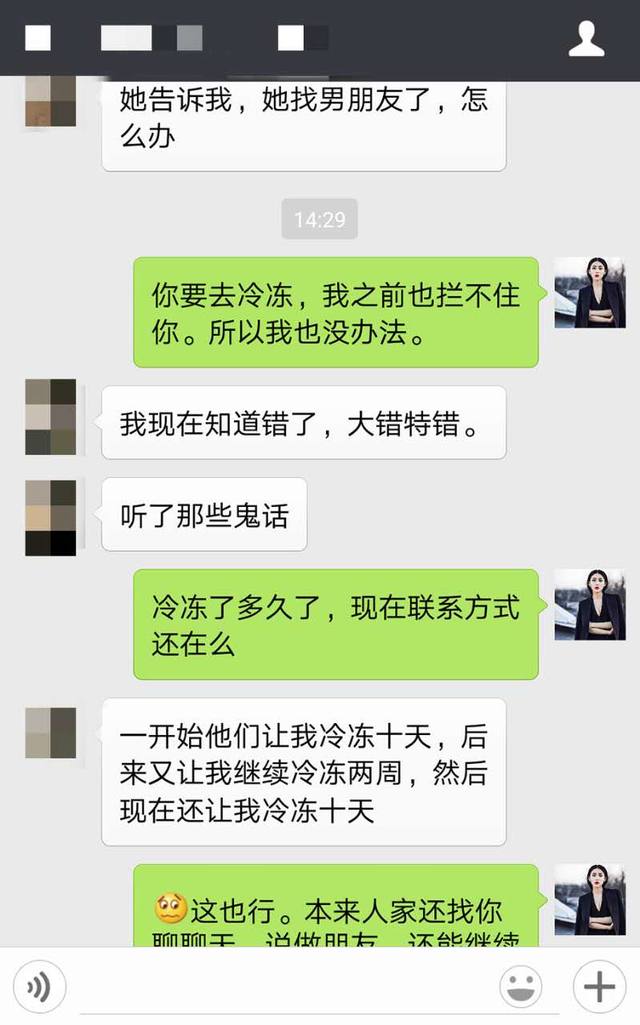 她告诉我，她找男朋友了，怎
么办
14:29
你要去冷冻，我之前也拦不住
你。所以我也没办法。
我现在知道错了，大错特错。
听了那些鬼话
冷冻了多久了，现在联系方式
还在么
一开始他们让我冷冻十天，后
来又让我继续冷冻两周，然后
现在还让我冷冻十天
这也行。本来人家还找你
聊聊天，说做朋友，还能继续